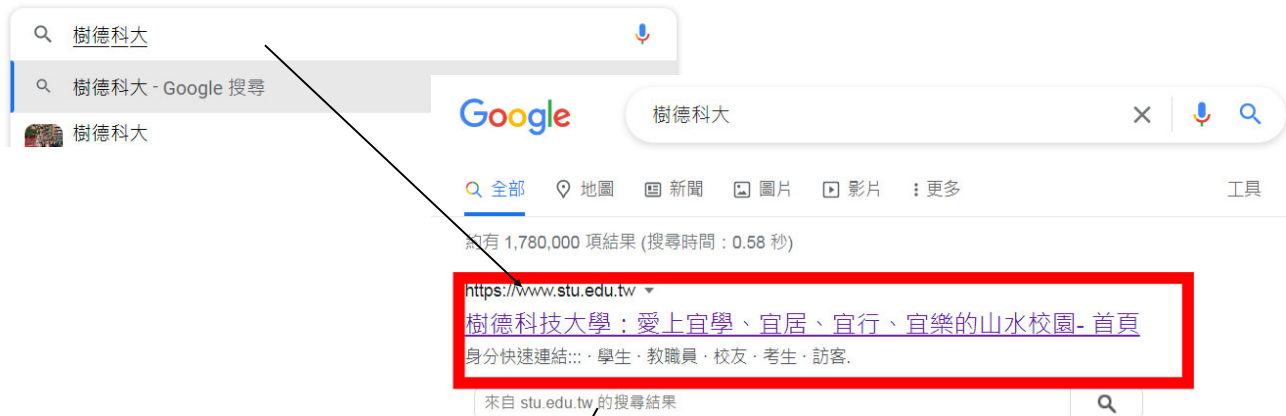 樹德科大
樹德科大 - Google 搜尋
樹德科大
Google
樹德科大
全部 地圖 新聞 圖片 影片 更多 工具
約有 1,780,000 項結果 (搜尋時間：0.58 秒)
https://www.stu.edu.tw
樹德科技大學：愛上宜學、宜居、宜行、宜樂的山水校園- 首頁
身分快速連結::: · 學生 · 教職員 · 校友 · 考生 · 訪客.
來自 stu.edu.tw 的搜尋結果